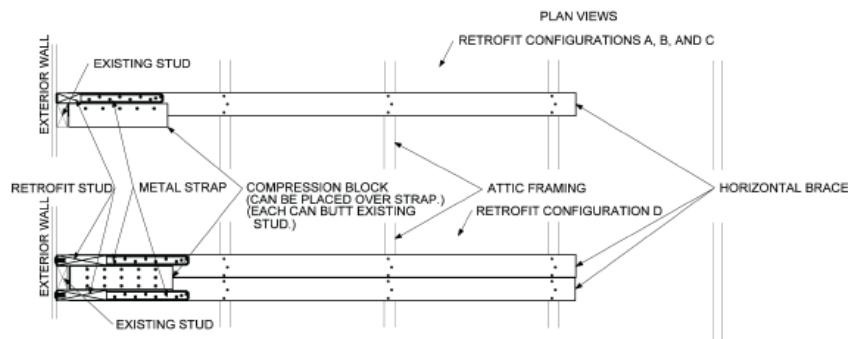 PLAN VIEWS
RETROFIT CONFIGURATIONS A, B, AND C
EXTERIOR WALL
EXISTING STUD
RETROFIT STUD
METAL STRAP
COMPRESSION BLOCK
(CAN BE PLACED OVER STRAP.)
(EACH CAN BUTT EXISTING
STUD.)
ATTIC FRAMING
HORIZONTAL BRACE
RETROFIT CONFIGURATION D
EXTERIOR WALL
EXISTING STUD